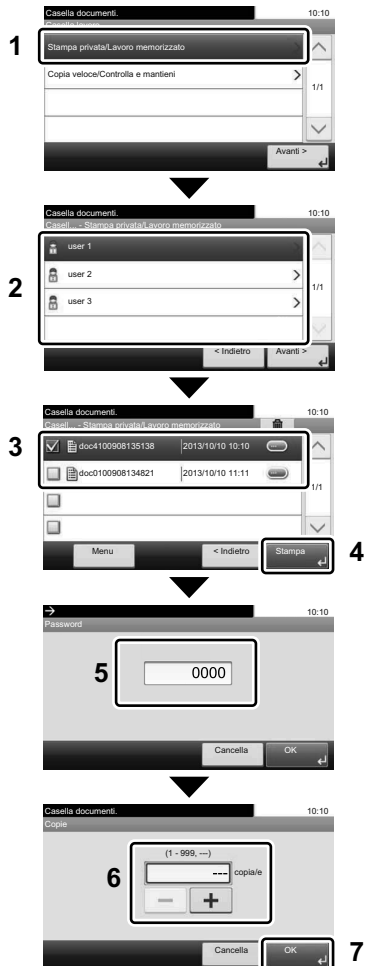 Casella documenti. 10:10
Casella lavoro
1
Stampa privata/Lavoro memorizzato
Copia veloce/Controlla e mantieni
1/1
Avanti >
Casella documenti. 10:10
Casell... - Stampa privata/Lavoro memorizzato
user 1
2
user 2
1/1
user 3
< Indietro Avanti >
Casella documenti. 10:10
Casell... - Stampa privata/Lavoro memorizzato
3
doc4100908135138 2013/10/10 10:10
doc0100908134821 2013/10/10 11:11
1/1
Menu < Indietro Stampa 4
10:10
Password
5 0000
Cancella OK
Casella documenti. 10:10
Copie
(1 - 999, ---)
6 --- copia/e
− +
Cancella OK 7